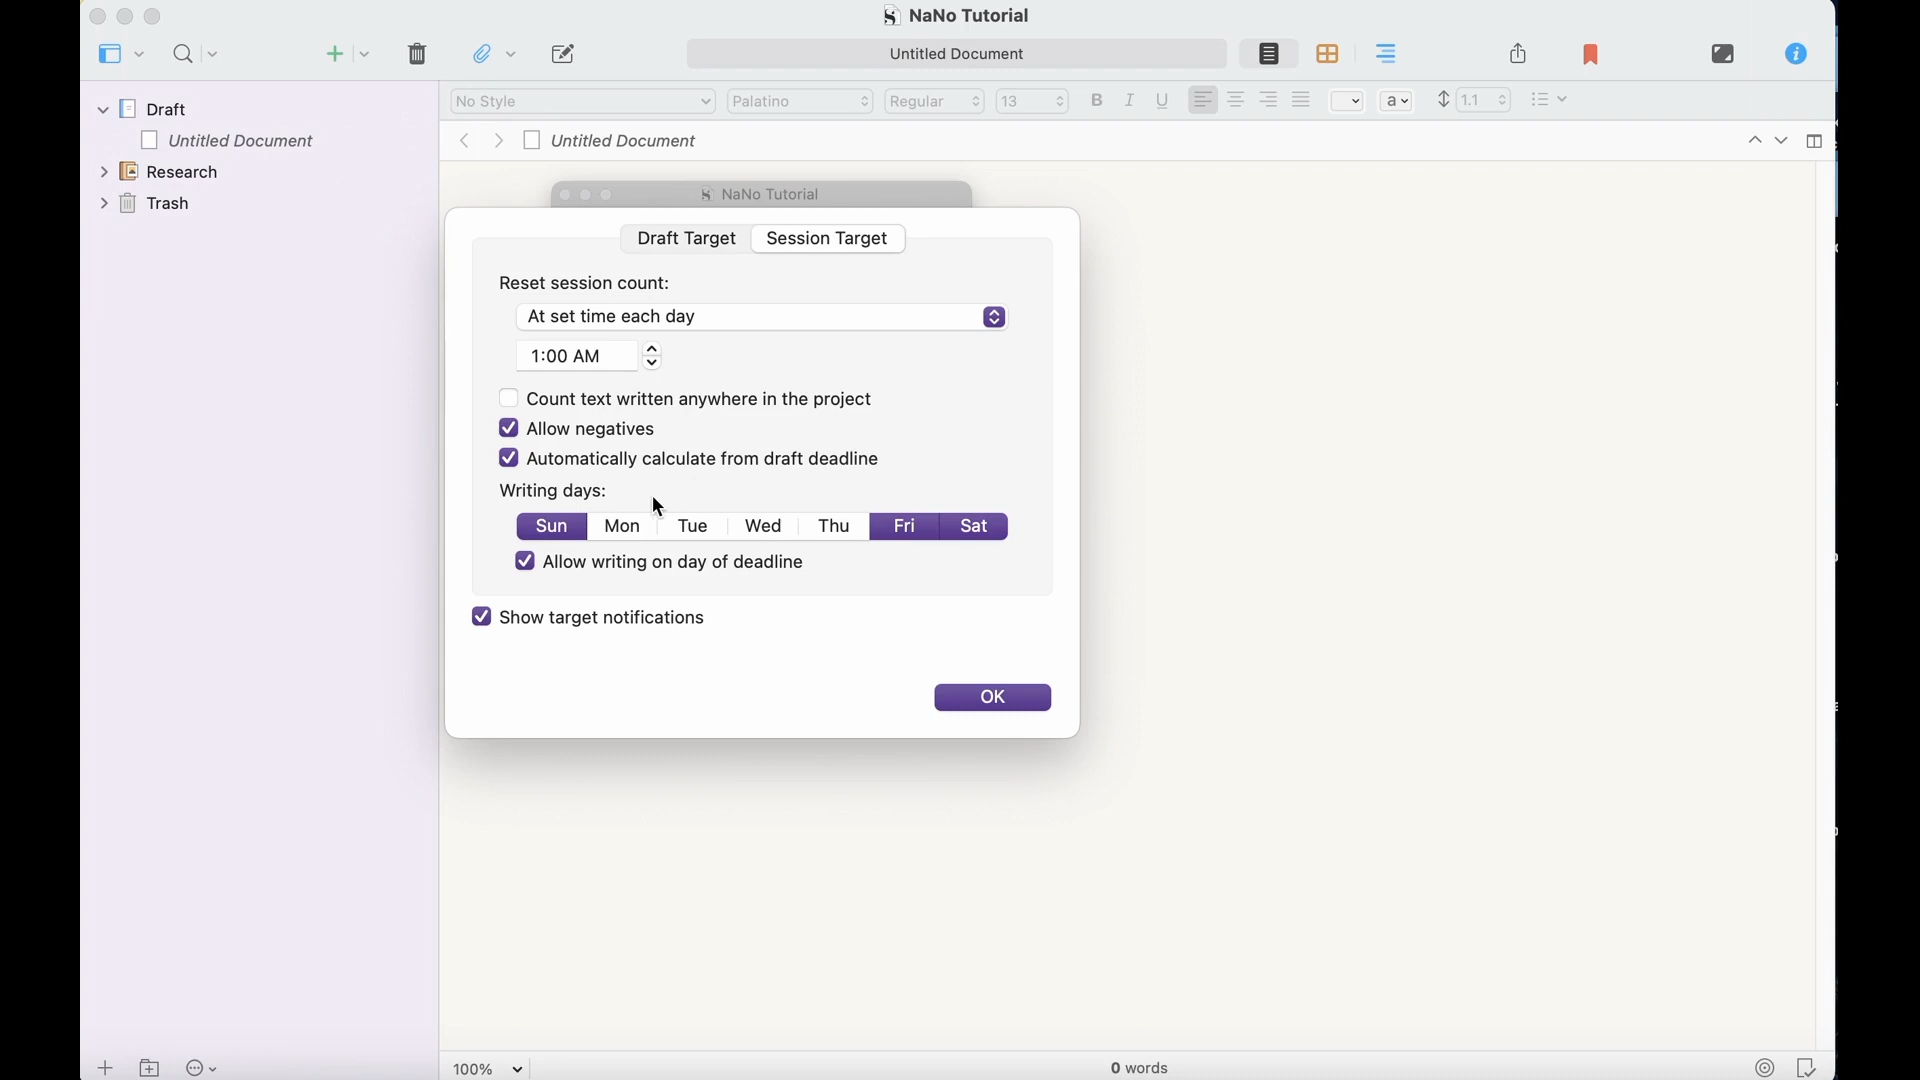 NaNo Tutorial
Untitled Document
No Style
Palatino
Regular
13
B
I
U
a
1.1
Draft
Untitled Document
Research
Trash
Untitled Document
NaNo Tutorial
Draft Target
Session Target
Reset session count:
At set time each day
1:00 AM
Count text written anywhere in the project
Allow negatives
Automatically calculate from draft deadline
Writing days:
Sun Mon Tue Wed Thu Fri Sat
Allow writing on day of deadline
Show target notifications
OK
100%
0 words